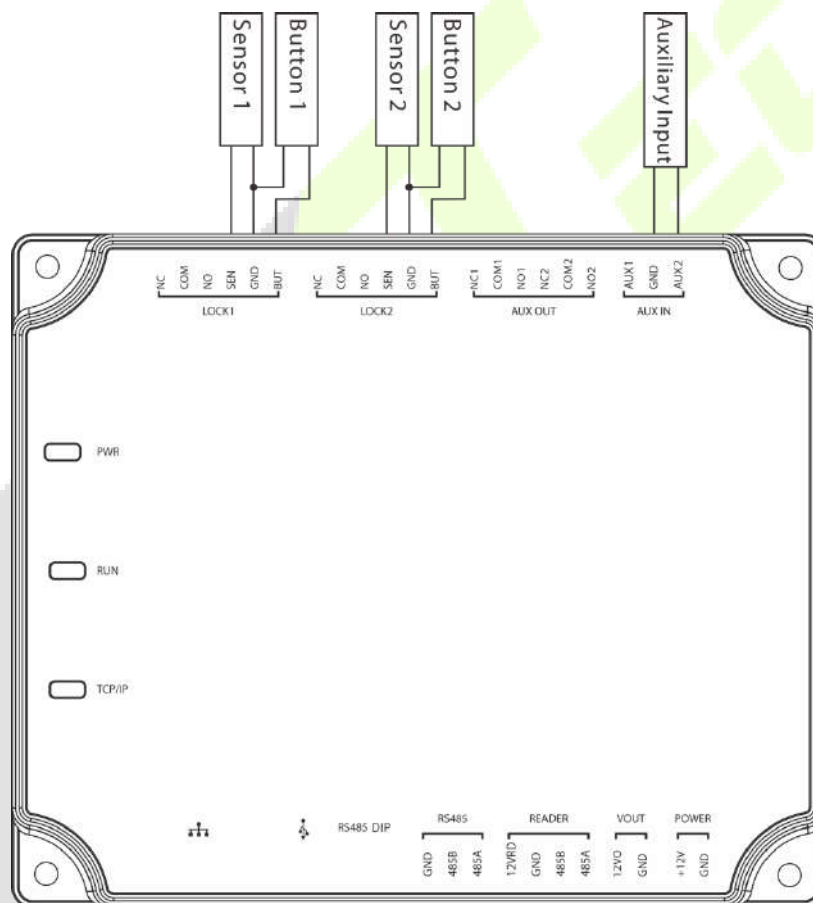 Sensor 1
Button 1
Sensor 2
Button 2
Auxiliary Input
NC
COM
NO
SEN
GND
BUT
LOCK1
NC
COM
NO
SEN
GND
BUT
LOCK2
NC1
COM1
NO1
NC2
COM2
NO2
AUX OUT
AUX1
GND
AUX2
AUX IN
PWR
RUN
TCP/IP
RS485 DIP
RS485
GND
485B
485A
READER
12VRD
GND
485B
485A
VOUT
12VO
GND
POWER
+12V
GND